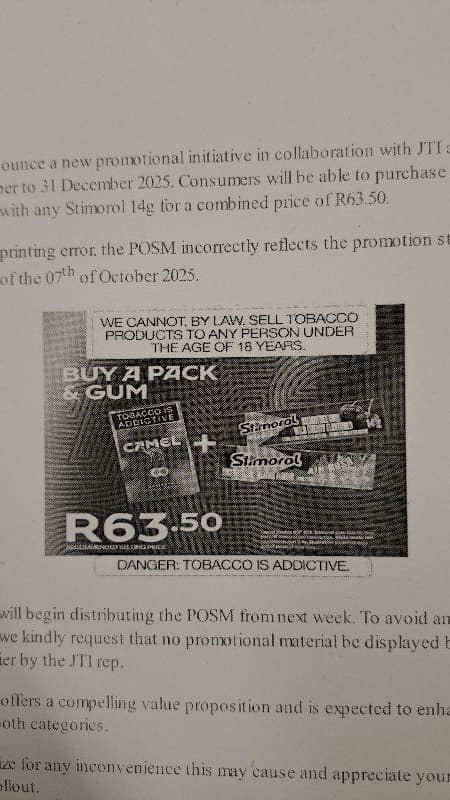 ounce a new promotional initiative in collaboration with JTI
ber to 31 December 2025. Consumers will be able to purchase
with any Stimorol 14g for a combined price of R63.50.
printing error, the POSM incorrectly reflects the promotion st
of the 07th of October 2025.
WE CANNOT, BY LAW, SELL TOBACCO
PRODUCTS TO ANY PERSON UNDER
THE AGE OF 18 YEARS.
BUY A PACK
& GUM
TOBACCO IS
ADDICTIVE
CAMEL
+
Stimorol
Stimorol
R63.50
RECOMMENDED SELLING PRICE
DANGER: TOBACCO IS ADDICTIVE.
will begin distributing the POSM from next week. To avoid an
we kindly request that no promotional material be displayed b
ier by the JTI rep.
offers a compelling value proposition and is expected to enha
both categories.
ize for any inconvenience this may cause and appreciate your
ollout.